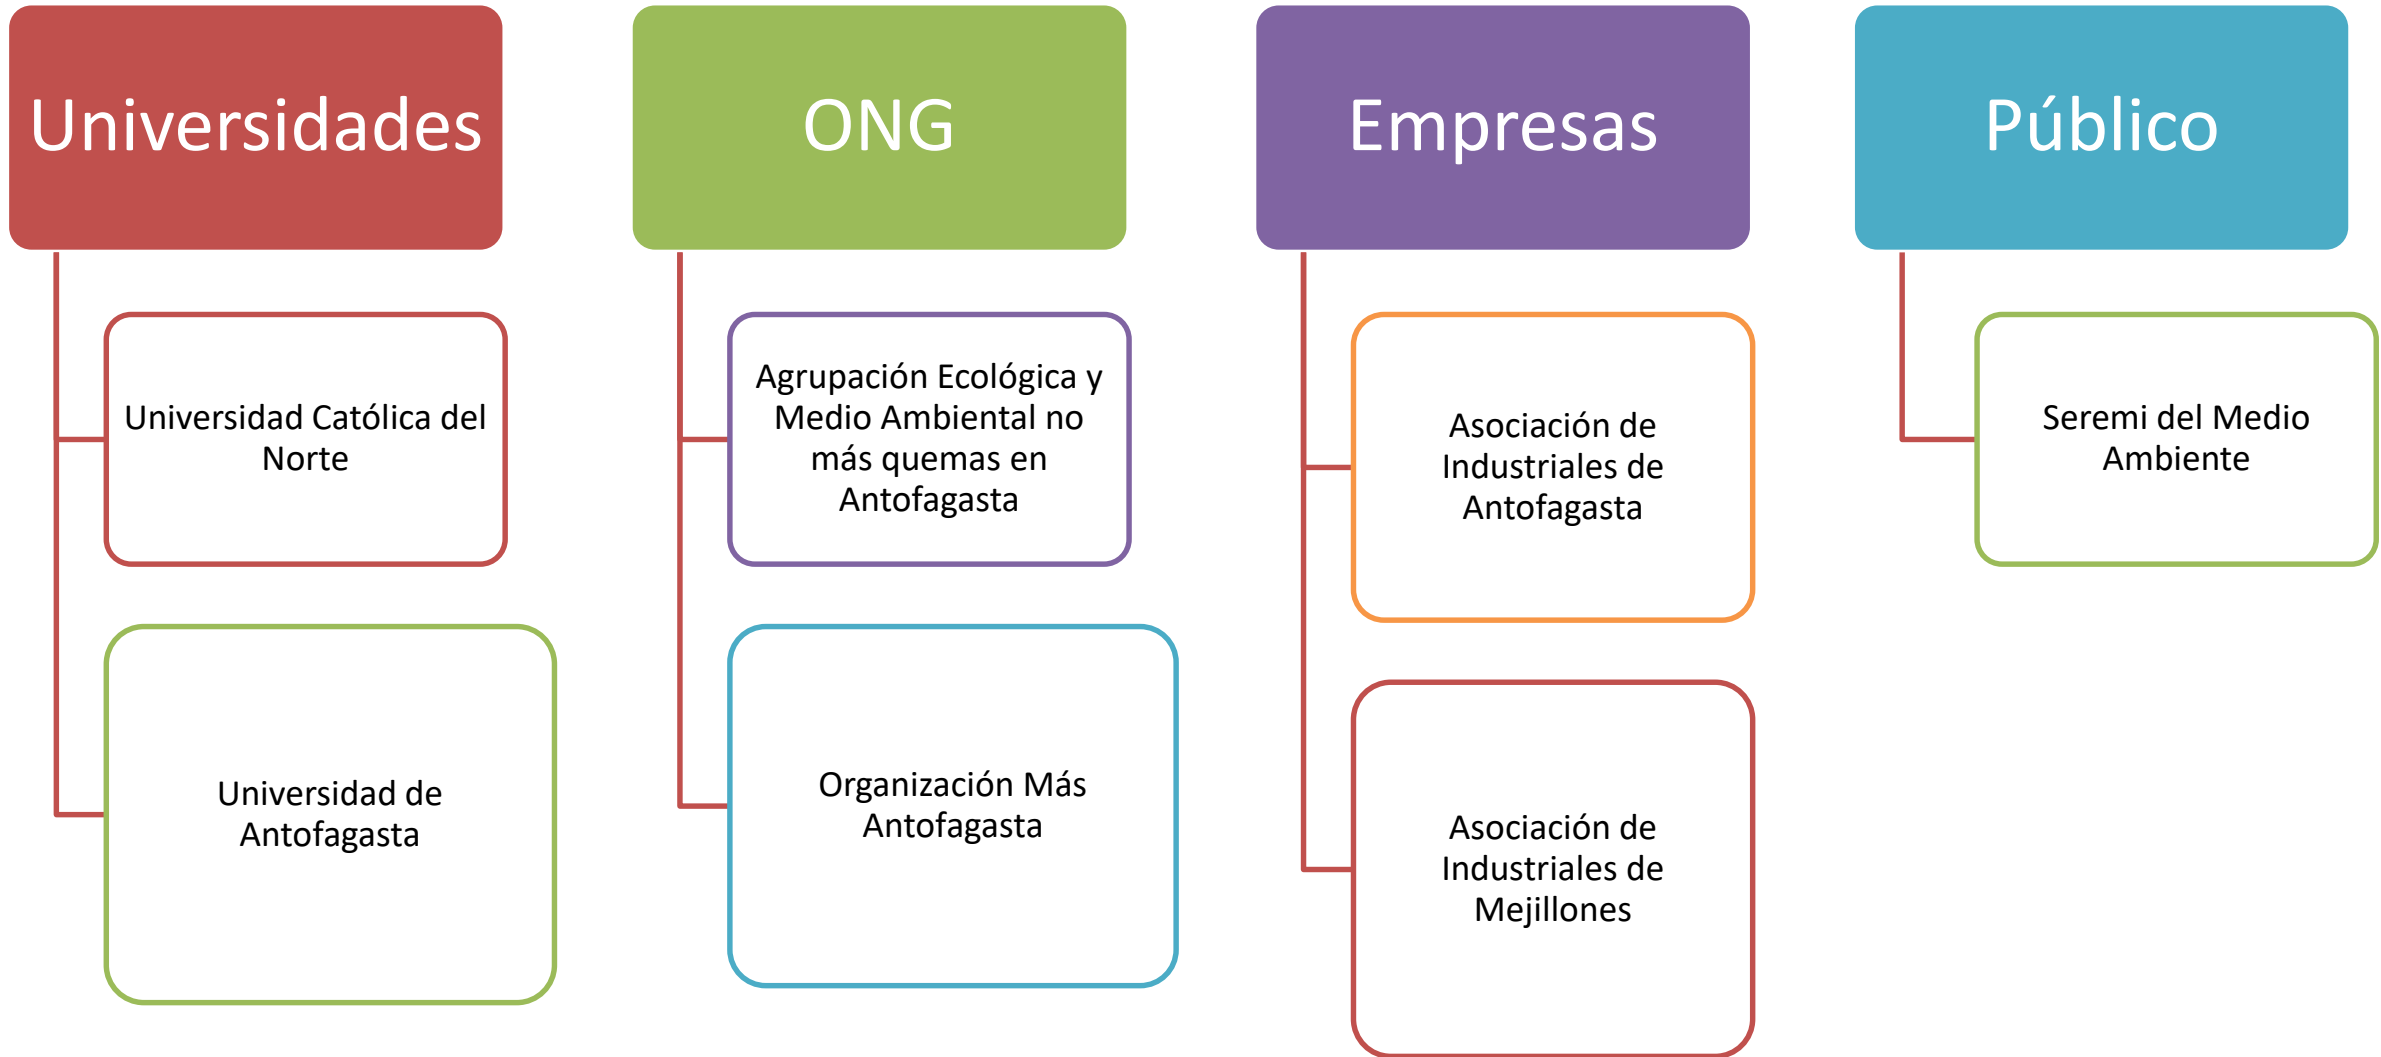 Universidades
Universidad Católica del
Norte
Universidad de
Antofagasta
ONG
Agrupación Ecológica y
Medio Ambiental no
más quemas en
Antofagasta
Organización Más
Antofagasta
Empresas
Asociación de
Industriales de
Antofagasta
Asociación de
Industriales de
Mejillones
Público
Seremi del Medio
Ambiente